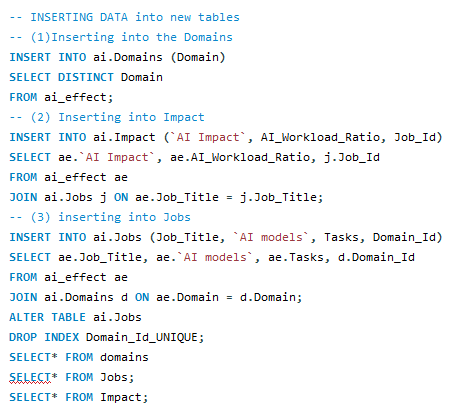 -- INSERTING DATA into new tables
-- (1)Inserting into the Domains
INSERT INTO ai.Domains (Domain)
SELECT DISTINCT Domain
FROM ai_effect;
-- (2) Inserting into Impact
INSERT INTO ai.Impact (`AI Impact`, AI_Workload_Ratio, Job_Id)
SELECT ae.`AI Impact`, ae.AI_Workload_Ratio, j.Job_Id
FROM ai_effect ae
JOIN ai.Jobs j ON ae.Job_Title = j.Job_Title;
-- (3) inserting into Jobs
INSERT INTO ai.Jobs (Job_Title, `AI models`, Tasks, Domain_Id)
SELECT ae.Job_Title, ae.`AI models`, ae.Tasks, d.Domain_Id
FROM ai_effect ae
JOIN ai.Domains d ON ae.Domain = d.Domain;
ALTER TABLE ai.Jobs
DROP INDEX Domain_Id_UNIQUE;
SELECT* FROM domains
SELECT* FROM Jobs;
SELECT* FROM Impact;